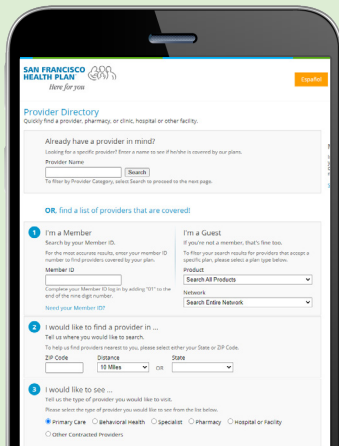 SAN FRANCISCO
HEALTH PLAN
Here for you
Español
Provider Directory
Quickly find a provider, pharmacy, or clinic, hospital or other facility.
Already have a provider in mind?
Looking for a specific provider? Enter a name to see if he/she is covered by our plans.
Provider Name
Search
To filter by Provider Category, select Search to proceed to the next page.
OR, find a list of providers that are covered!
1 I'm a Member
Search by your Member ID.
For the most accurate results, enter your member ID
number to find providers covered by your plan.
Member ID
Complete your Member ID log in by adding "01" to the
end of the nine digit number.
Need your Member ID?
I'm a Guest
If you're not a member, that's fine too.
To filter your search results for providers that accept a
specific plan, please select a plan type below.
Product
Search All Products
Network
Search Entire Network
2 I would like to find a provider in ...
Tell us where you would like to search.
To help us find providers nearest to you, please select either your State or ZIP Code.
ZIP Code Distance State
10 Miles OR
3 I would like to see ...
Tell us the type of provider you would like to visit.
Please select the type of provider you would like to see from the list below.
Primary Care Behavioral Health Specialist Pharmacy Hospital or Facility
Other Contracted Providers